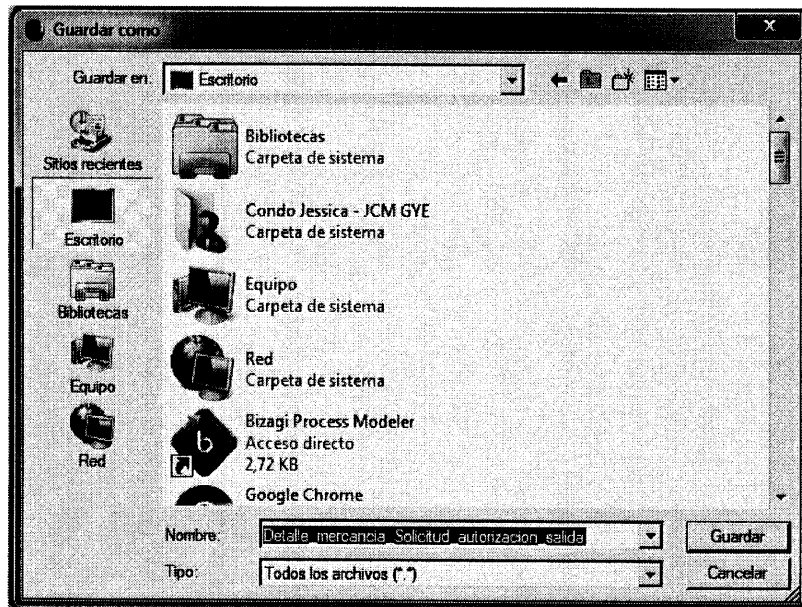 Guardar como
X
Guardar en:
Escritorio
Sitios recientes
Escritorio
Bibliotecas
Equipo
Red
Bibliotecas
Carpeta de sistema
Condo Jessica - JCM GYE
Carpeta de sistema
Equipo
Carpeta de sistema
Red
Carpeta de sistema
Bizagi Process Modeler
Acceso directo
2,72 KB
Google Chrome
Nombre:
Detalle_mercancia_Solicitud_autorizacion_salida
Guardar
Tipo:
Todos los archivos (*.*)
Cancelar